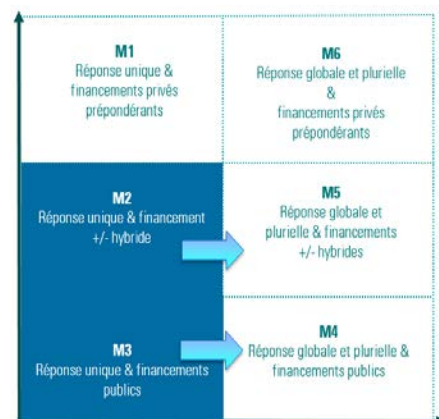 M1
Réponse unique &
financements privés
prépondérants
M6
Réponse globale et plurielle
&
financements privés
prépondérants
M2
Réponse unique & financement
+/- hybride
M5
Réponse globale et
plurielle & financements
+/- hybrides
M3
Réponse unique & financements
publics
M4
Réponse globale et plurielle &
financements publics